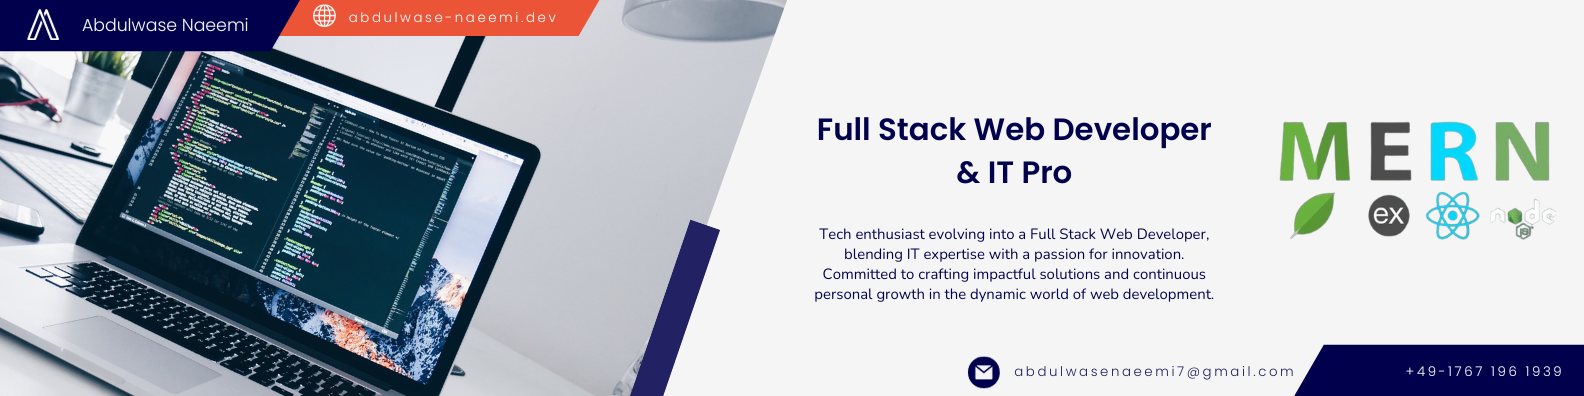 Abdulwase Naeemi
abdulwase-naeemi.dev
Full Stack Web Developer
& IT Pro
Tech enthusiast evolving into a Full Stack Web Developer,
blending IT expertise with a passion for innovation.
Committed to crafting impactful solutions and continuous
personal growth in the dynamic world of web development.
MERN
ex
node
JS
abdulwasenaeemi7@gmail.com
+49-1767 196 1939